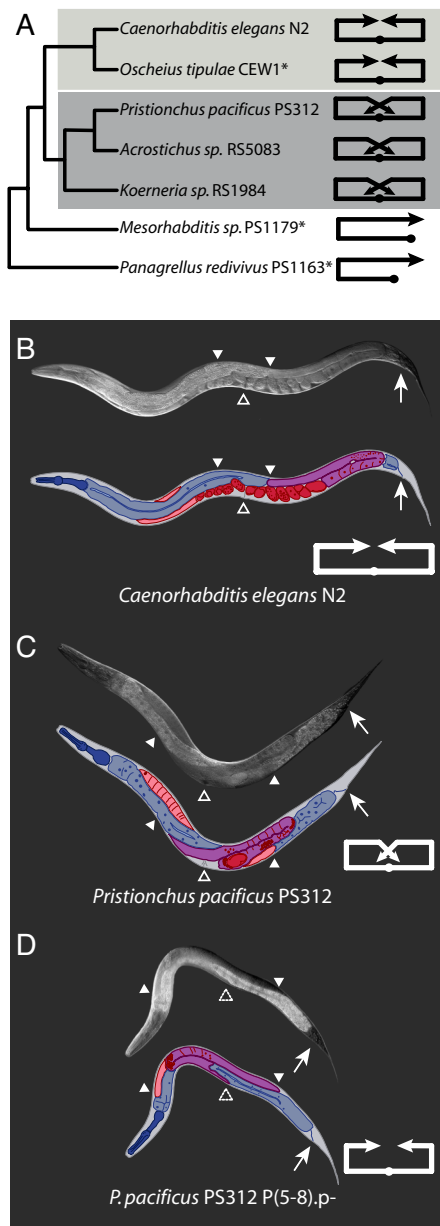 A
Caenorhabditis elegans N2
Oscheius tipulae CEW1*
Pristionchus pacificus PS312
Acrostichus sp. RS5083
Koerneria sp. RS1984
Mesorhabditis sp. PS1179*
Panagrellus redivivus PS1163*
B
Caenorhabditis elegans N2
C
Pristionchus pacificus PS312
D
P. pacificus PS312 P(5-8).p-